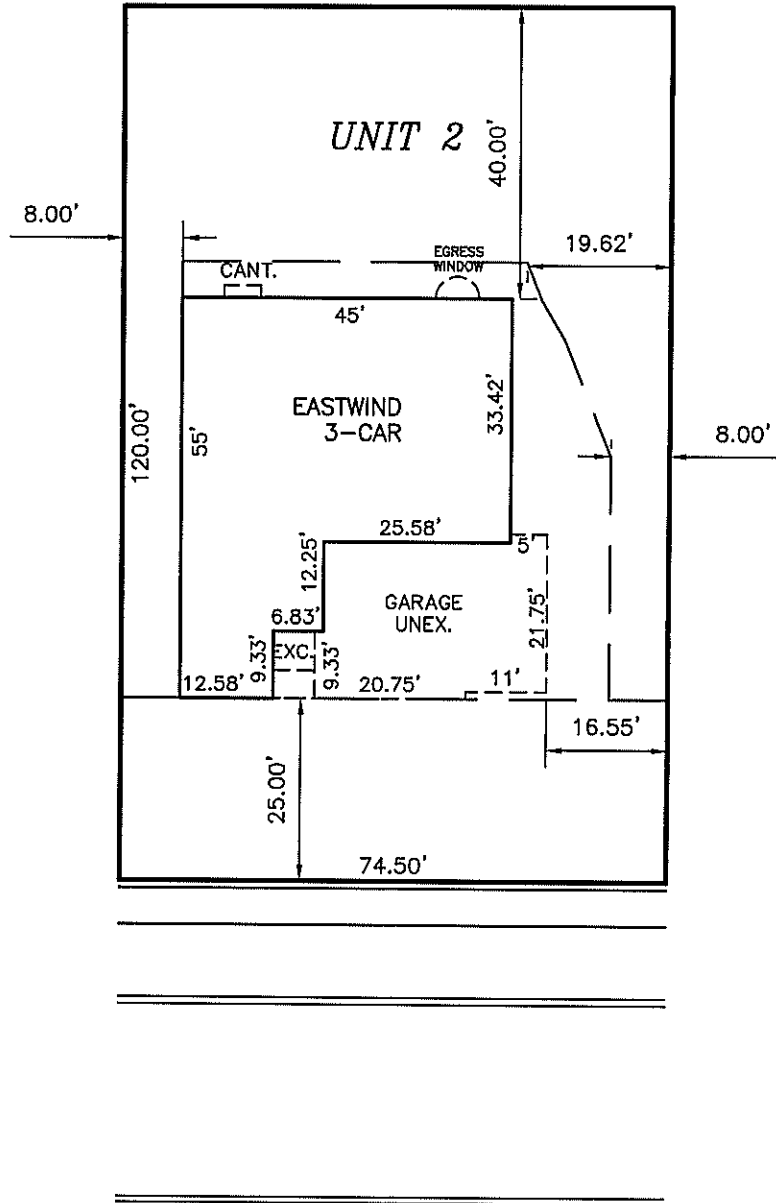 UNIT 2
40.00'
8.00'
19.62'
EGRESS
WINDOW
CANT.
45'
EASTWIND
3-CAR
33.42'
120.00'
55'
8.00'
25.58'
5'
12.25'
GARAGE
UNEX.
21.75'
6.83'
EXC.
9.33'
9.33'
12.58'
20.75'
11'
16.55'
25.00'
74.50'